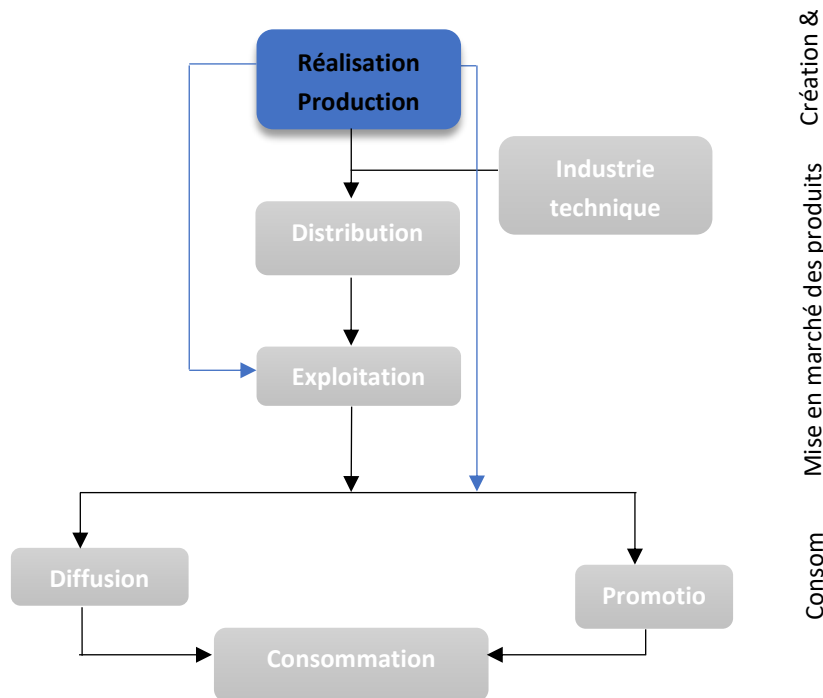 Réalisation
Production
Industrie
technique
Distribution
Exploitation
Diffusion
Promotio
Consommation
Création &
Mise en marché des produits
Consom